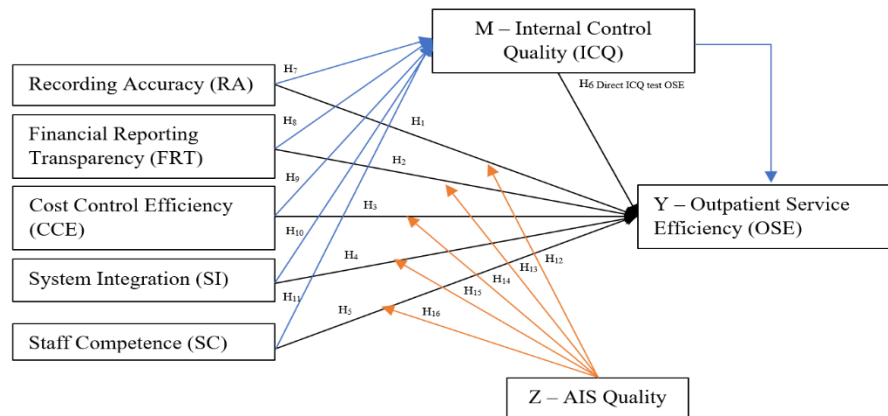 M – Internal Control
Quality (ICQ)
H7
H6 Direct ICQ test OSE
Recording Accuracy (RA)
H8
H1
Financial Reporting
Transparency (FRT)
H2
H9
Cost Control Efficiency
(CCE)
H3
Y – Outpatient Service
Efficiency (OSE)
H10
H4
H12
H13
H14
System Integration (SI)
H11
H15
H5
H16
Staff Competence (SC)
Z – AIS Quality